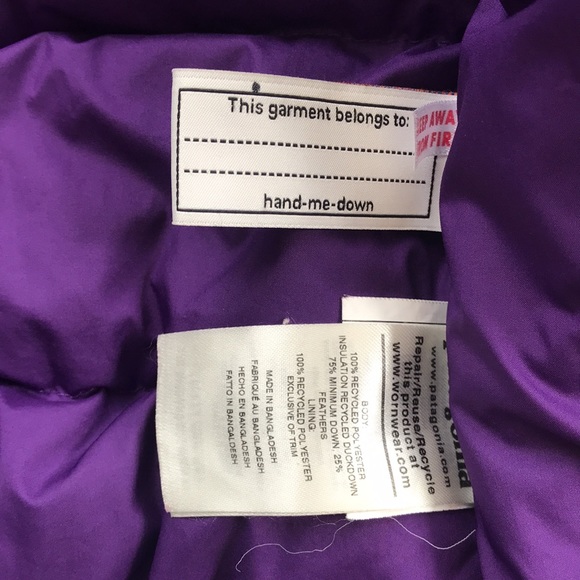 This garment belongs to:
hand-me-down
KEEP AWAY
FROM FIRE
www.patagonia.com
Repair/Reuse/Recycle
this product at
www.wornwear.com
BODY
100% RECYCLED POLYESTER
INSULATION RECYCLED DUCKDOWN
75% MINIMUM DOWN 25%
FEATHERS
LINING:
100% RECYCLED POLYESTER
EXCLUSIVE OF TRIM
MADE IN BANGLADESH
FABRIQUÉ AU BANGLADESH
HECHO EN BANGLADESH
FATTO IN BANGALDESH